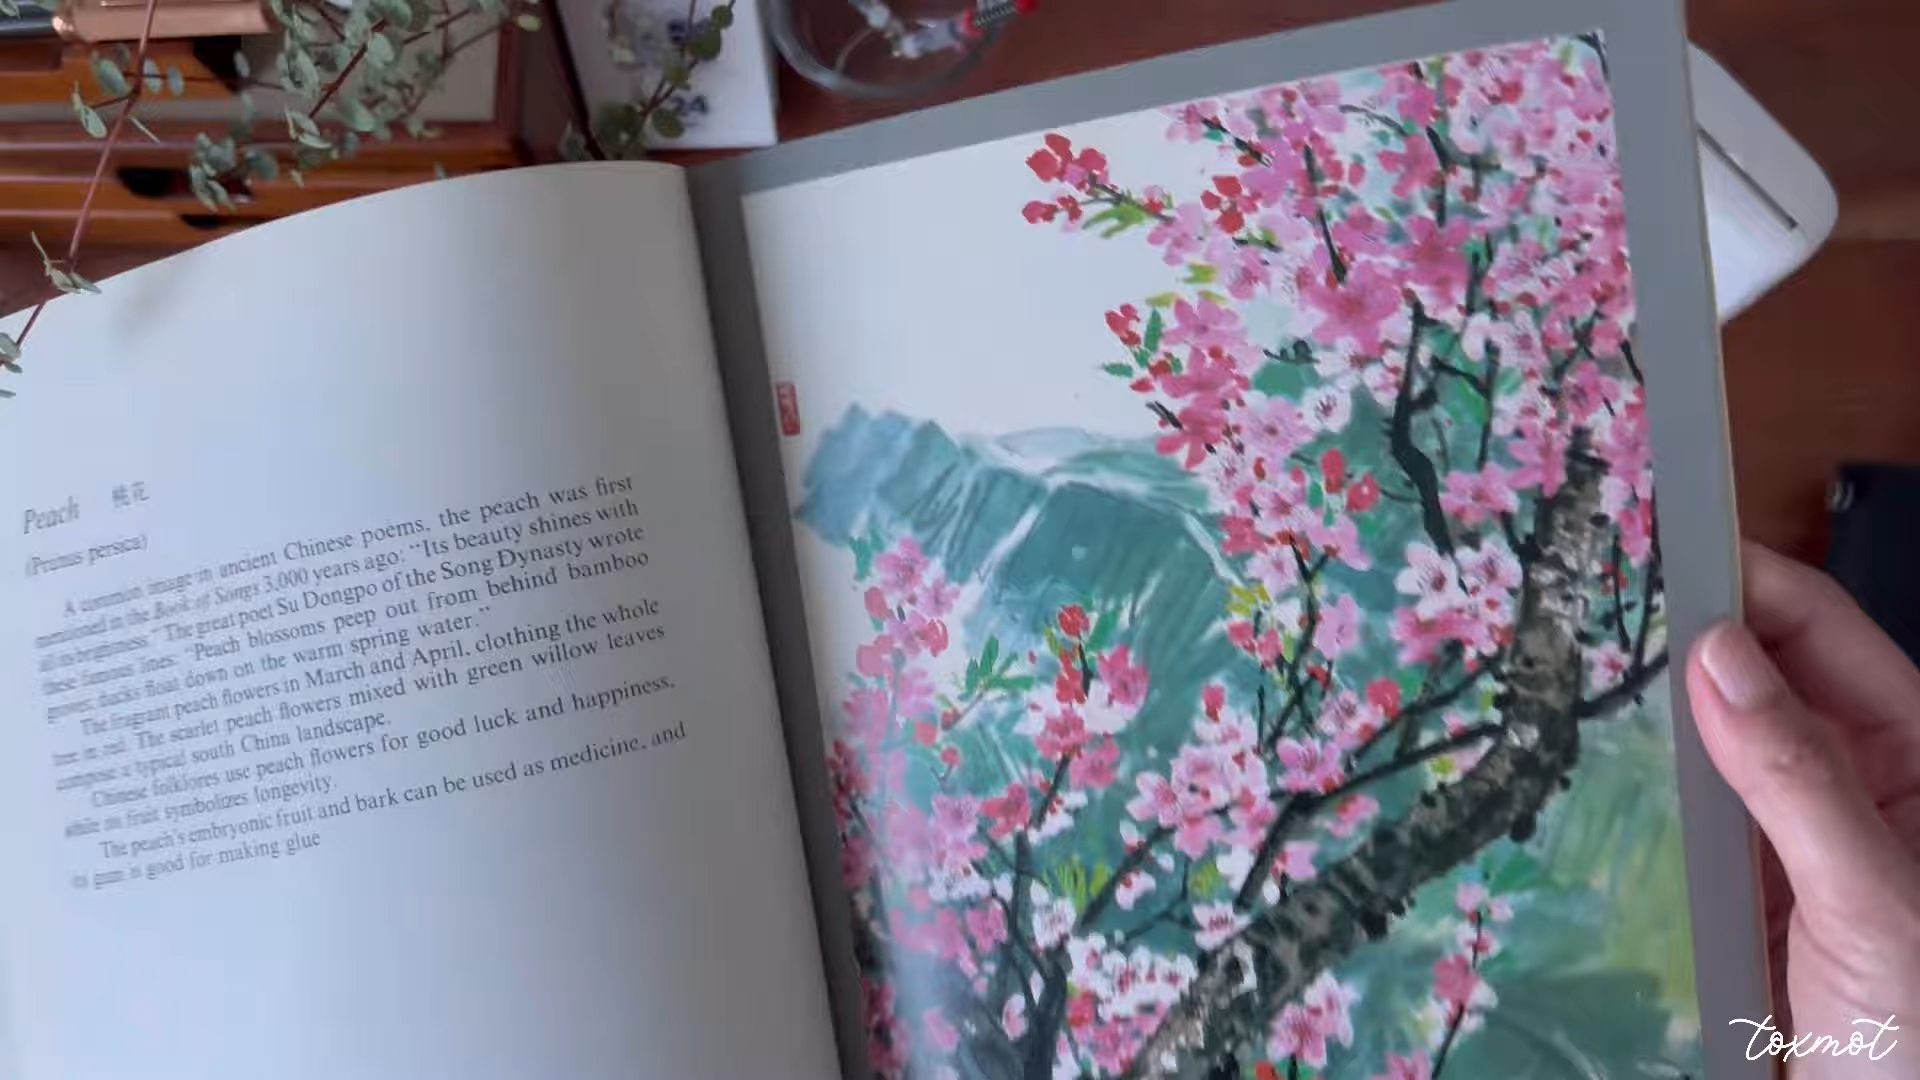 Peach 桃花
(Prunus persica)
A common image in ancient Chinese poems, the peach was first
mentioned in the Book of Songs 3,000 years ago: "Its beauty shines with
all its brightness." The great poet Su Dongpo of the Song Dynasty wrote
these famous lines: "Peach blossoms peep out from behind bamboo
groves; ducks float down on the warm spring water."
The fragrant peach flowers in March and April, clothing the whole
tree in red. The scarlet peach flowers mixed with green willow leaves
compose a typical south China landscape.
Chinese folklores use peach flowers for good luck and happiness,
while its fruit symbolizes longevity.
The peach's embryonic fruit and bark can be used as medicine, and
its gum is good for making glue
toxmot